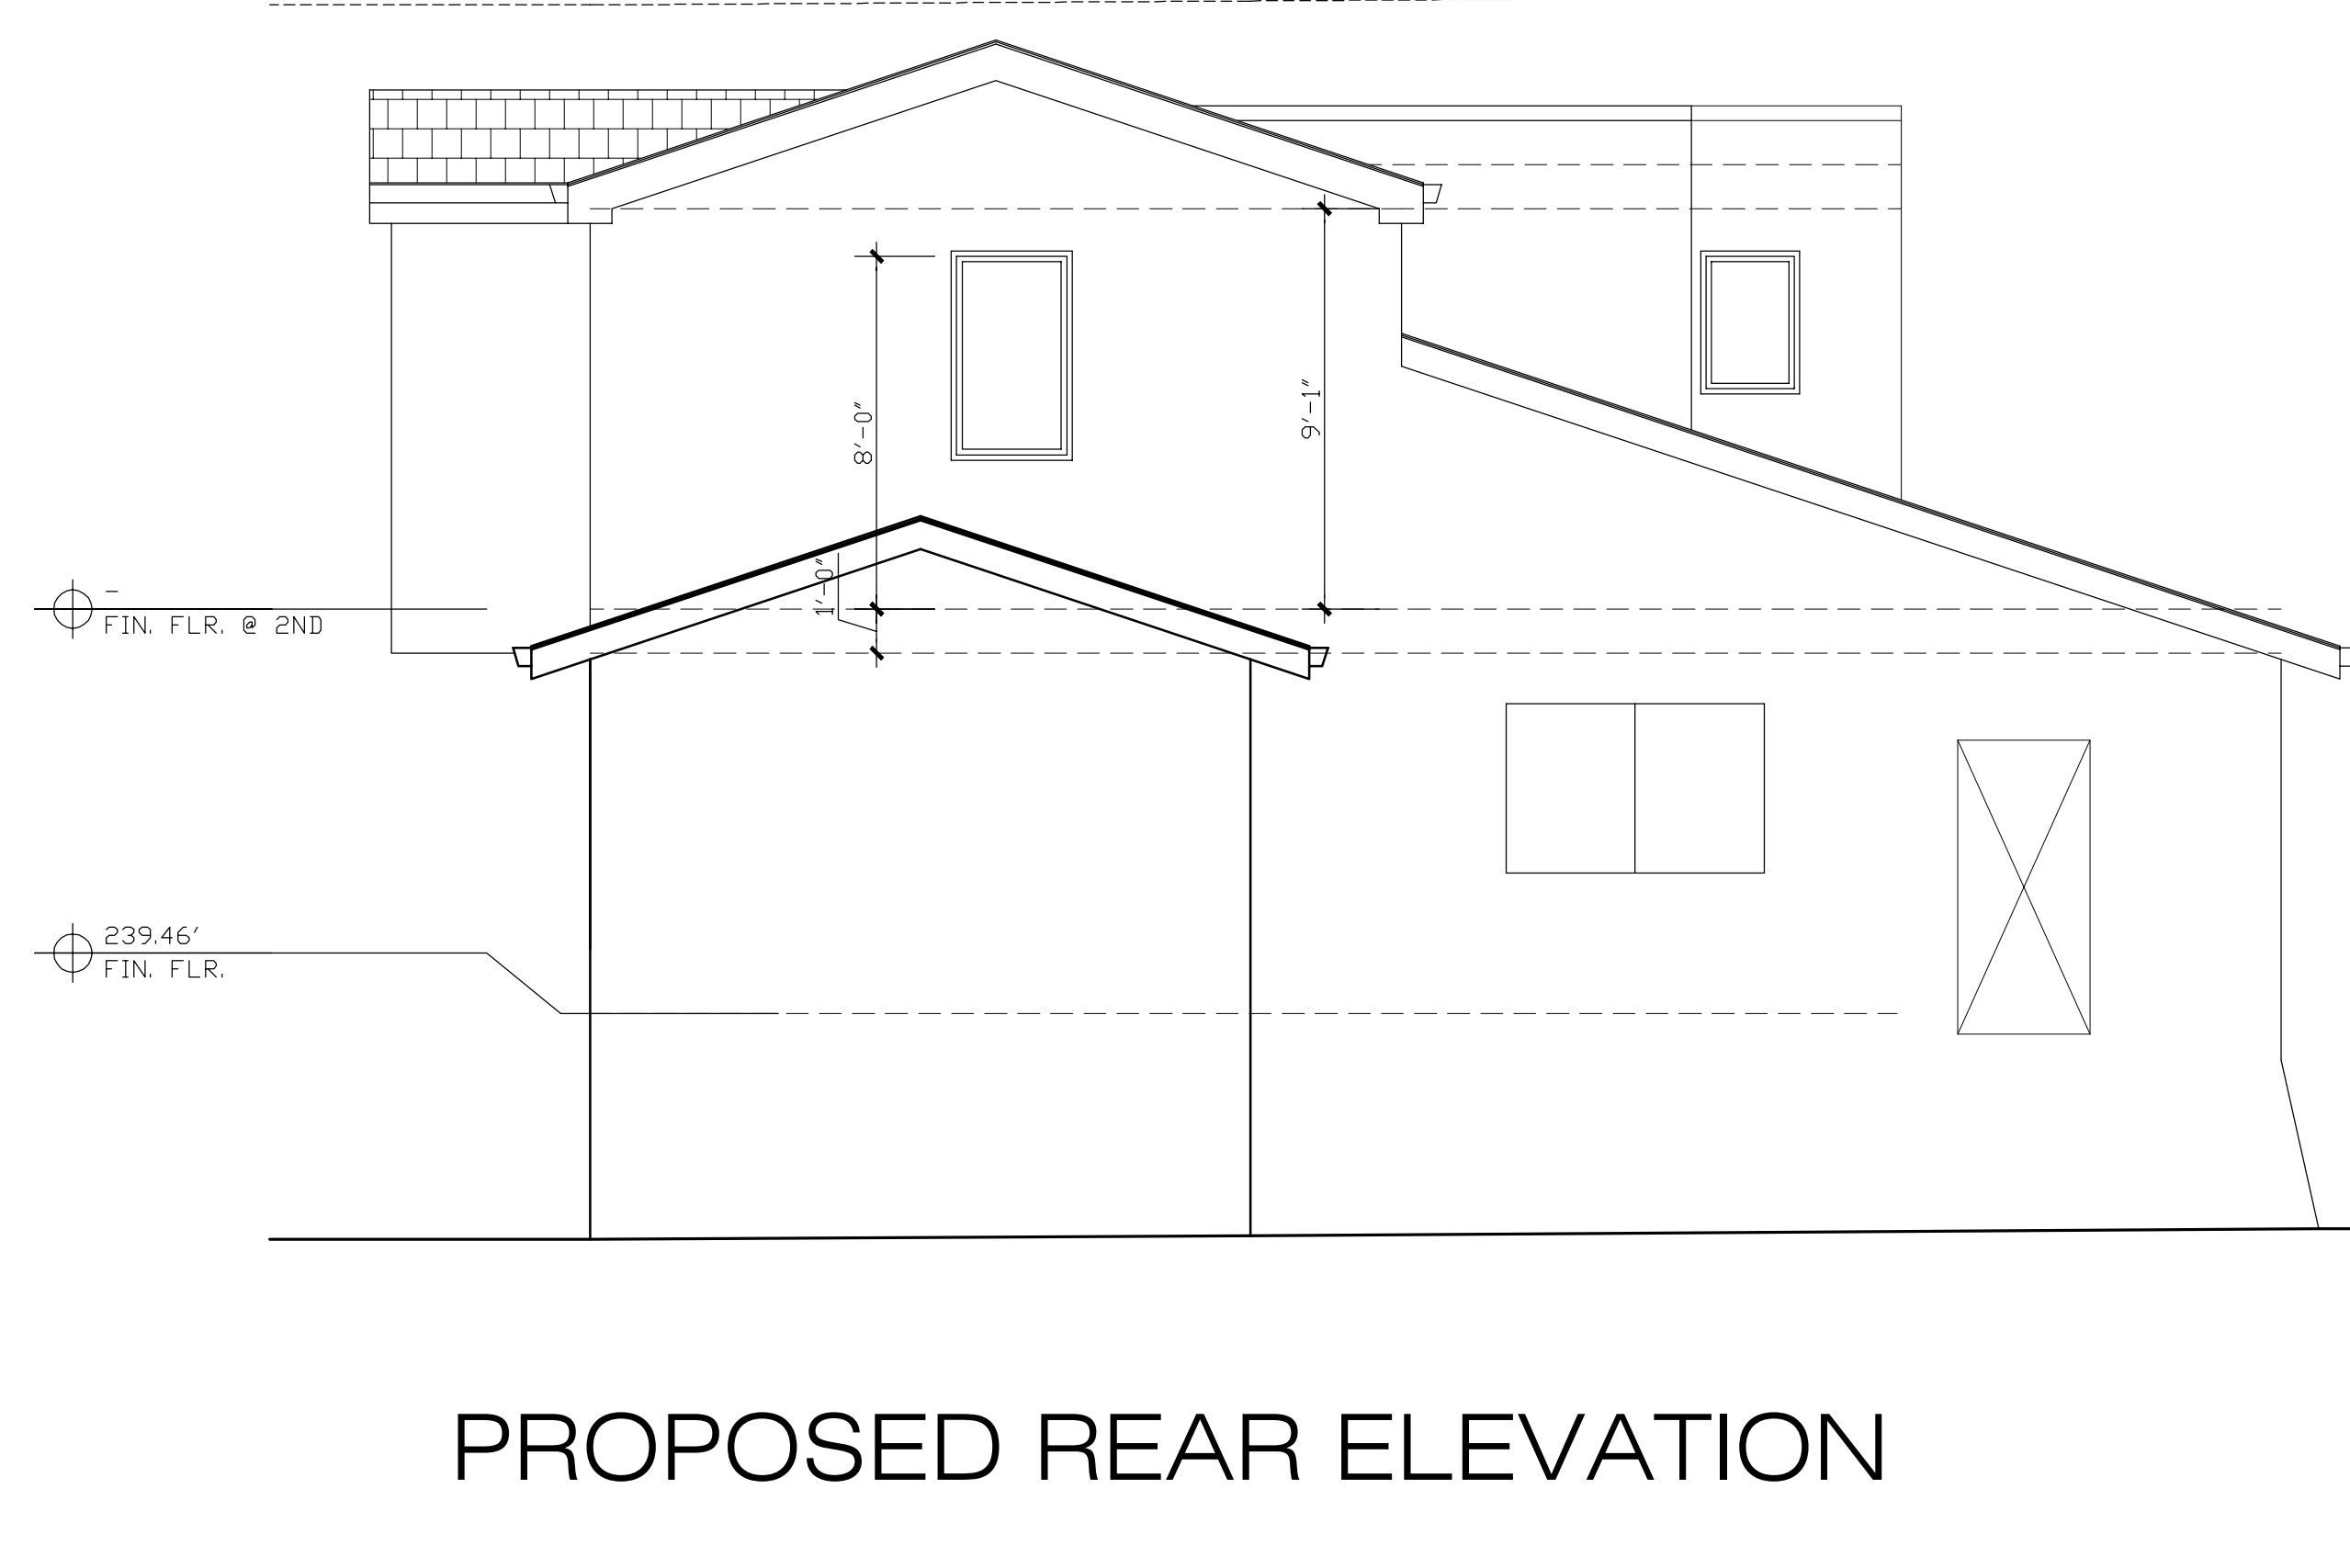 8'-0"
9'-1"
1'-0"
-
FIN. FLR. @ 2ND
239.46'
FIN. FLR.
PROPOSED REAR ELEVATION